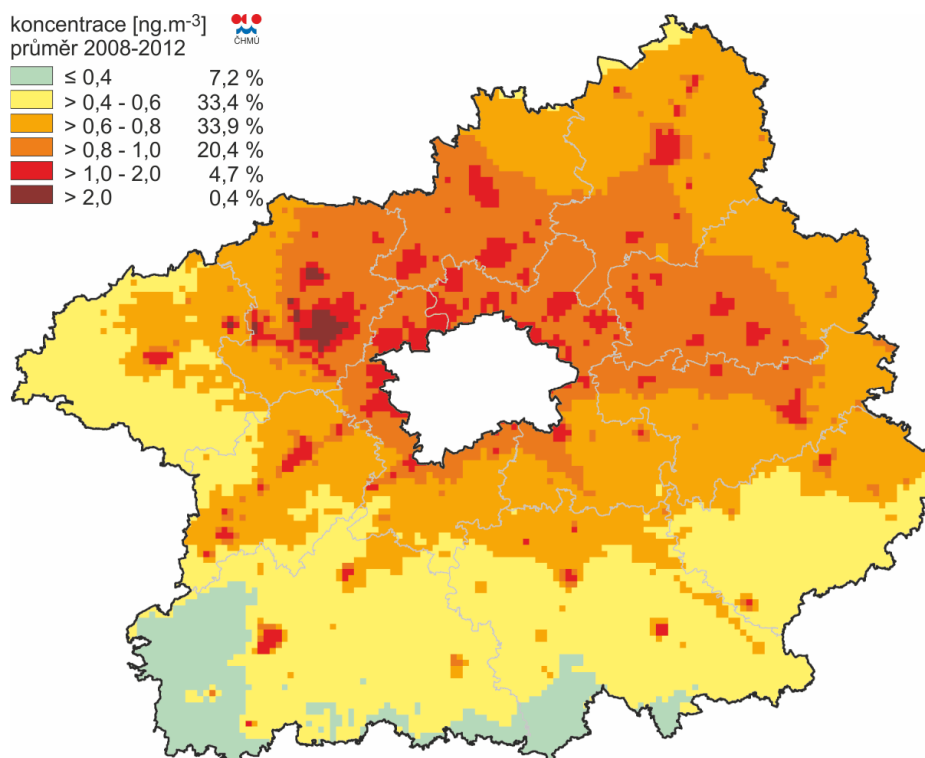 koncentrace [ng.m-3]
průměr 2008-2012
ČHMÚ
≤ 0,4 7,2 %
> 0,4 - 0,6 33,4 %
> 0,6 - 0,8 33,9 %
> 0,8 - 1,0 20,4 %
> 1,0 - 2,0 4,7 %
> 2,0 0,4 %